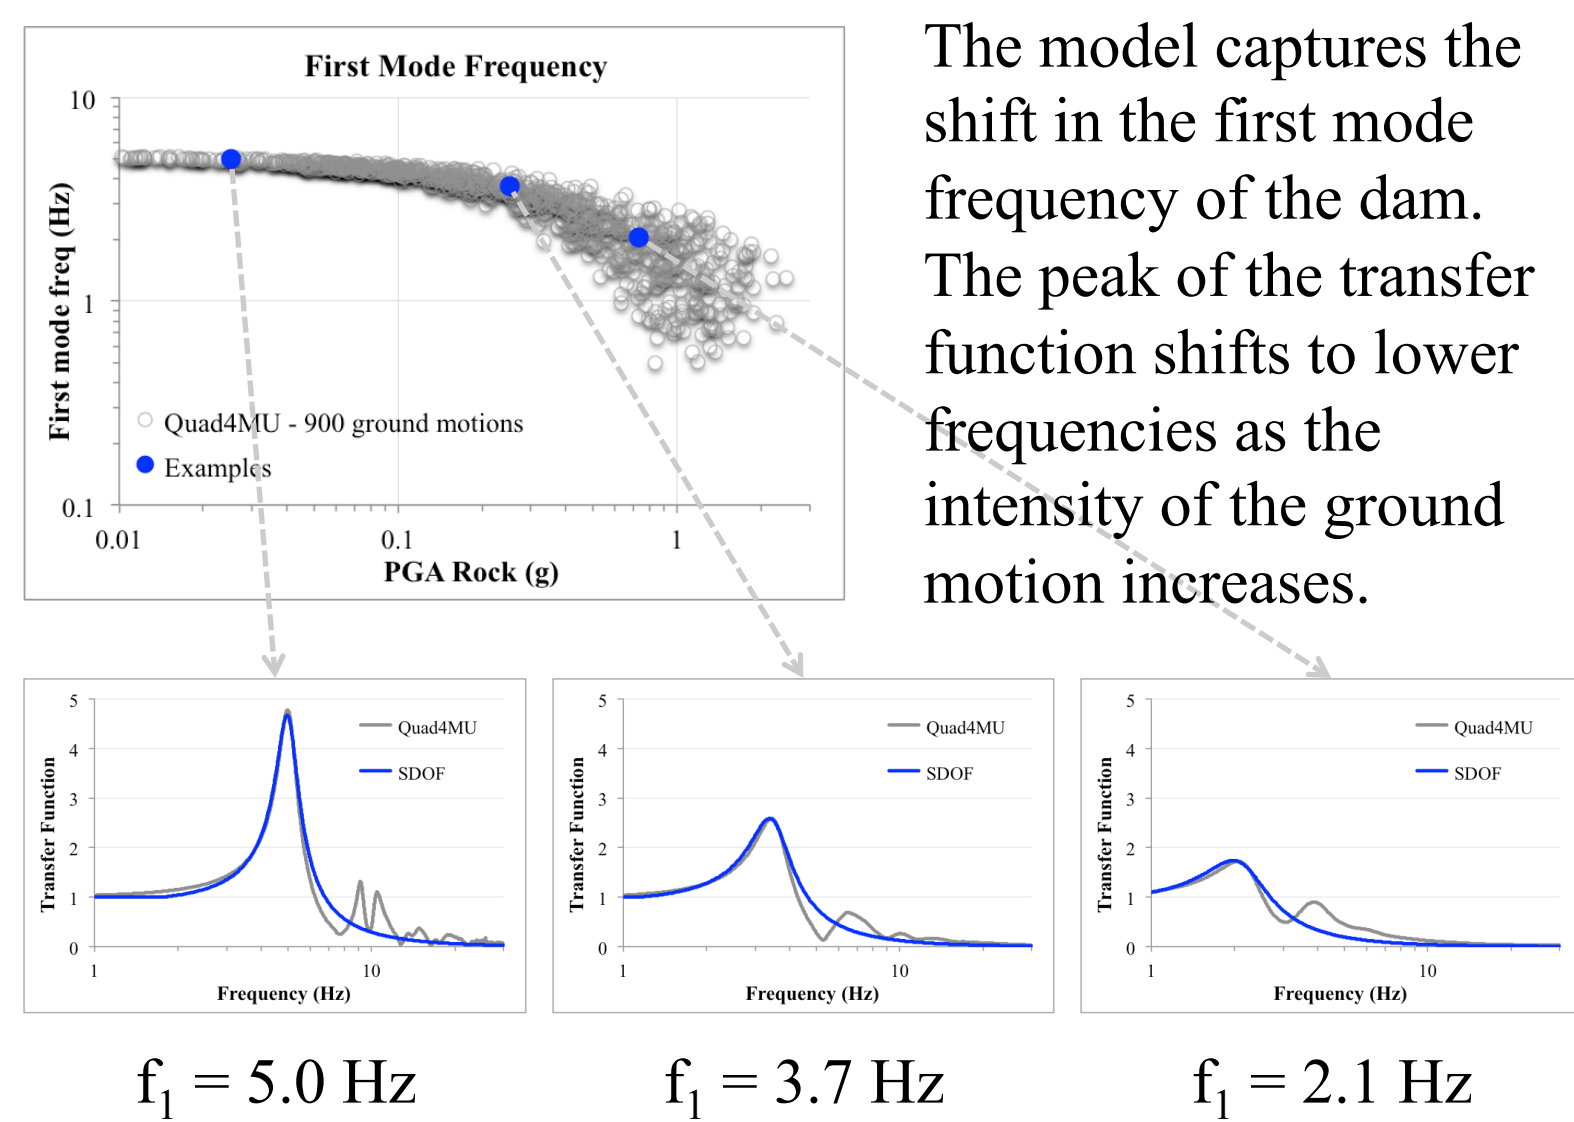 First Mode Frequency
10
1
0.1
First mode freq (Hz)
Quad4MU - 900 ground motions
Examples
0.01
0.1
1
PGA Rock (g)
The model captures the
shift in the first mode
frequency of the dam.
The peak of the transfer
function shifts to lower
frequencies as the
intensity of the ground
motion increases.
5
4
3
2
1
0
Transfer Function
Quad4MU
SDOF
1
10
Frequency (Hz)
5
4
3
2
1
0
Transfer Function
Quad4MU
SDOF
1
10
Frequency (Hz)
5
4
3
2
1
0
Transfer Function
Quad4MU
SDOF
1
10
Frequency (Hz)
f1 = 5.0 Hz
f1 = 3.7 Hz
f1 = 2.1 Hz